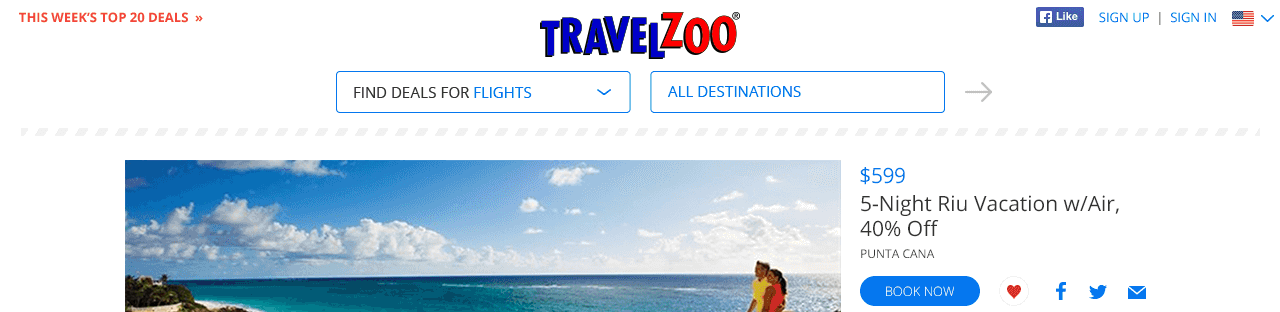 THIS WEEK'S TOP 20 DEALS »
TRAVELZOO®
Like
SIGN UP | SIGN IN
FIND DEALS FOR FLIGHTS
ALL DESTINATIONS
$599
5-Night Riu Vacation w/Air,
40% Off
PUNTA CANA
BOOK NOW